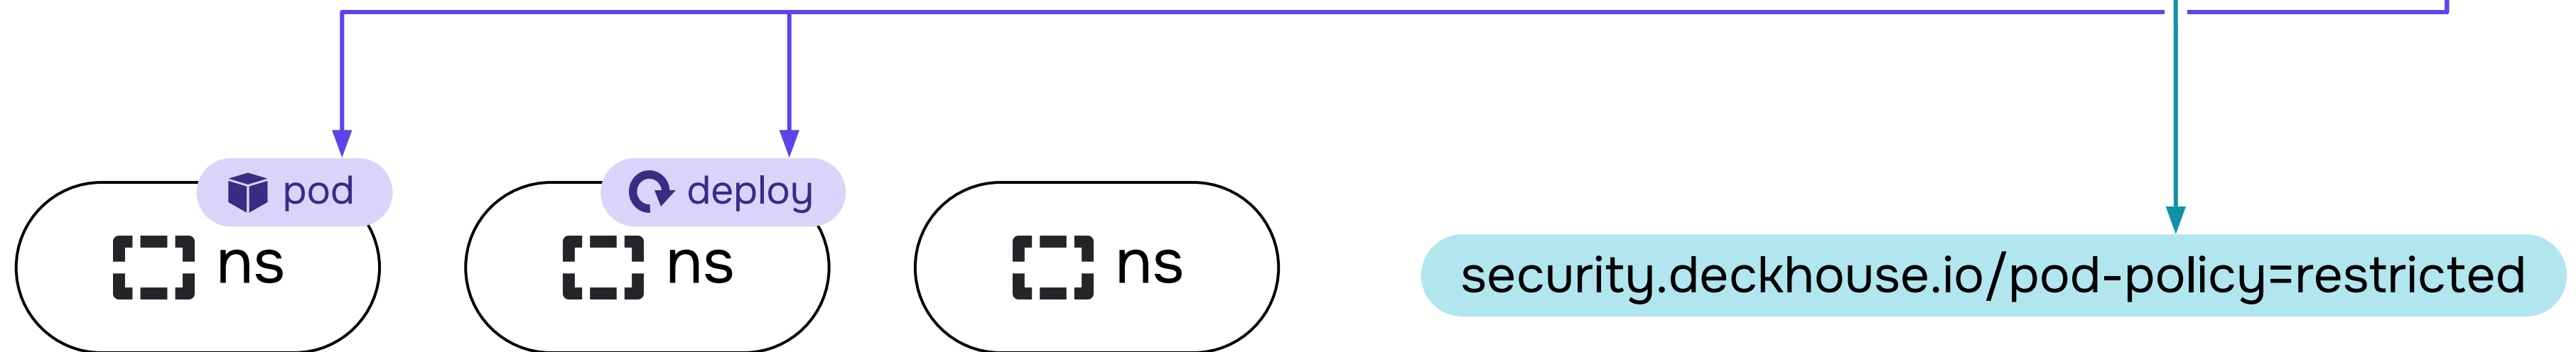 pod
deploy
ns
ns
ns
security.deckhouse.io/pod-policy=restricted